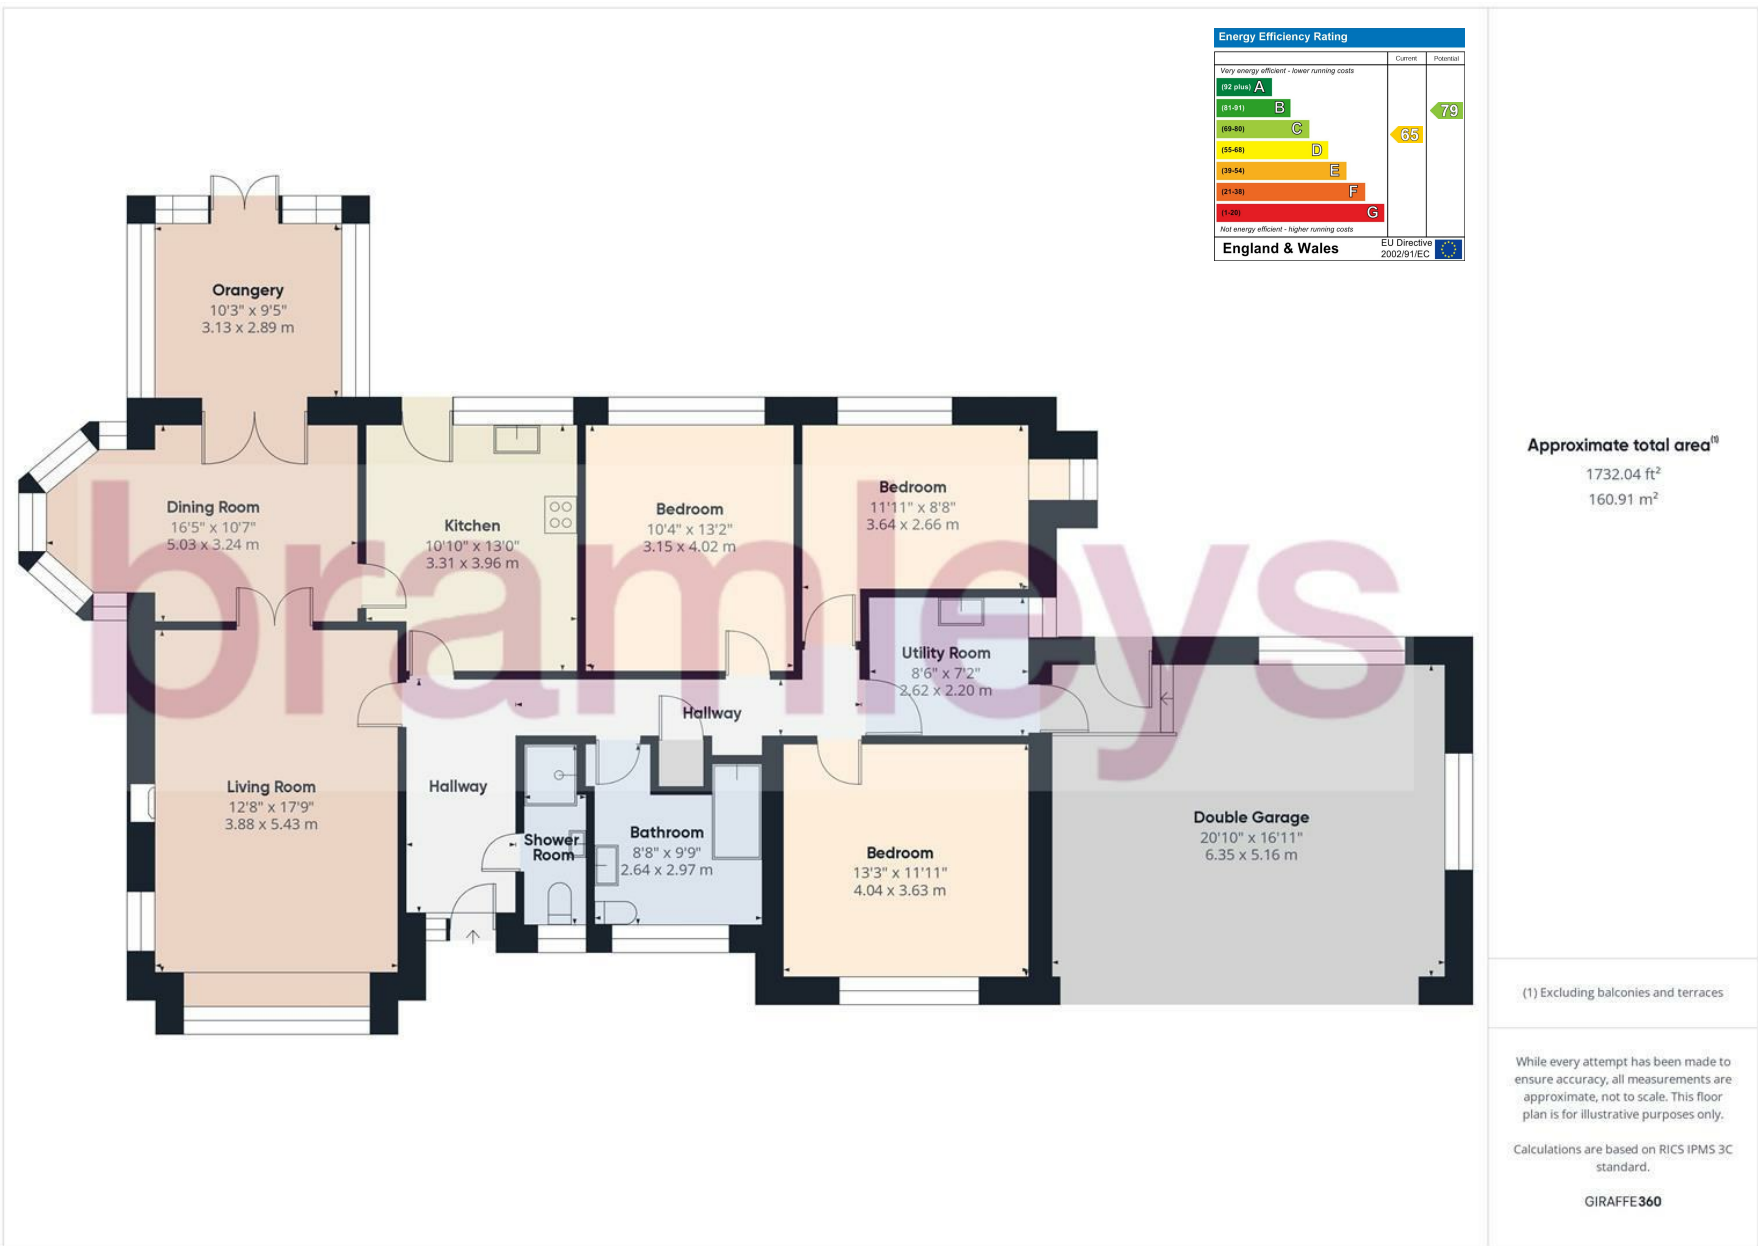 Energy Efficiency Rating
Current Potential
Very energy efficient - lower running costs
(92 plus) A
(81-91) B
(69-80) C
(55-68) D
(39-54) E
(21-38) F
(1-20) G
65
79
Not energy efficient - higher running costs
England & Wales
EU Directive
2002/91/EC
Orangery
10'3" x 9'5"
3.13 x 2.89 m
Dining Room
16'5" x 10'7"
5.03 x 3.24 m
Kitchen
10'10" x 13'0"
3.31 x 3.96 m
Bedroom
10'4" x 13'2"
3.15 x 4.02 m
Bedroom
11'11" x 8'8"
3.64 x 2.66 m
Utility Room
8'6" x 7'2"
2.62 x 2.20 m
Hallway
bramleys
Living Room
12'8" x 17'9"
3.88 x 5.43 m
Hallway
Shower
Room
Bathroom
8'8" x 9'9"
2.64 x 2.97 m
Bedroom
13'3" x 11'11"
4.04 x 3.63 m
Double Garage
20'10" x 16'11"
6.35 x 5.16 m
Approximate total area(1)
1732.04 ft²
160.91 m²
(1) Excluding balconies and terraces
While every attempt has been made to
ensure accuracy, all measurements are
approximate, not to scale. This floor
plan is for illustrative purposes only.
Calculations are based on RICS IPMS 3C
standard.
GIRAFFE360